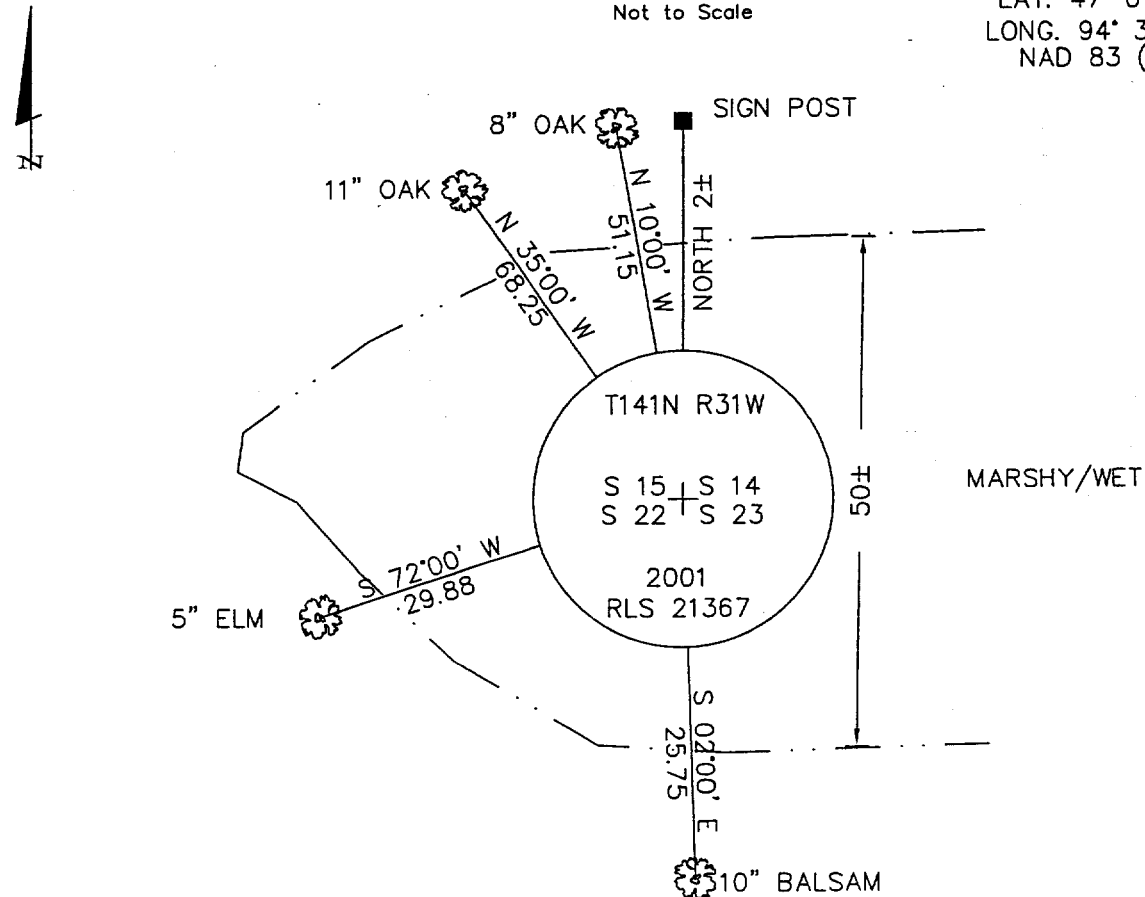 Not to Scale
LONG. 94° 3
NAD 83 (
N
8" OAK
SIGN POST
11" OAK
N 35°00' W
68.25
N 10°00' W
51.15
NORTH 2±
T141N R31W
S 15 S 14
S 22 S 23
2001
RLS 21367
50±
MARSHY/WET
S 72°00' W
29.88
5" ELM
S 02°00' E
25.75
10" BALSAM